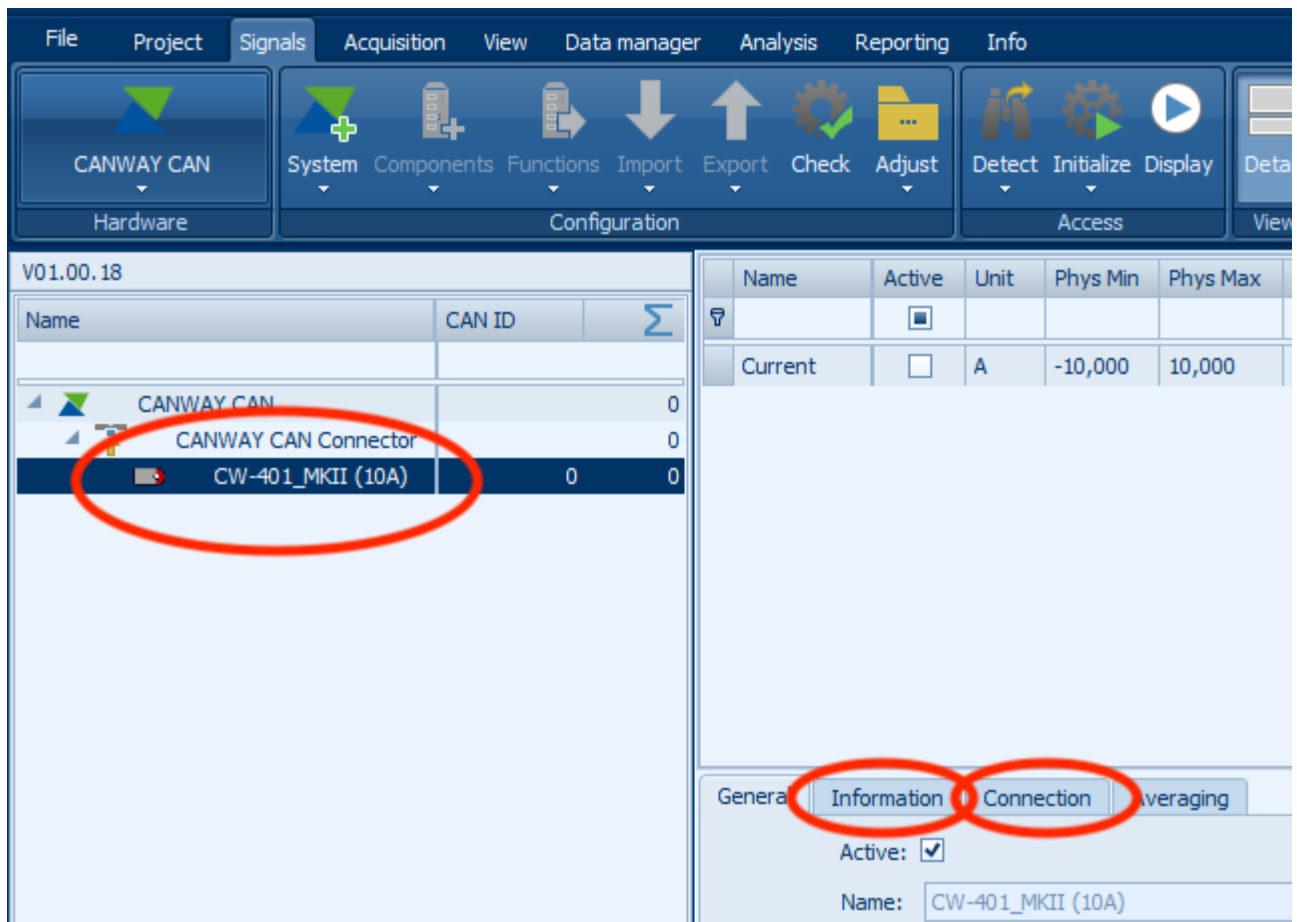 File Project Signals Acquisition View Data manager Analysis Reporting Info
CANWAY CAN System Components Functions Import Export Check Adjust Detect Initialize Display Deta
Hardware Configuration Access View
V01.00.18
Name CAN ID Σ
CANWAY CAN 0
CANWAY CAN Connector 0
CW-401_MKII (10A) 0 0
Name Active Unit Phys Min Phys Max
Current A -10,000 10,000
General Information Connection Averaging
Active:
Name: CW-401_MKII (10A)